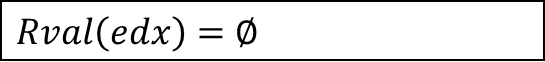 Rval(edx) = ∅